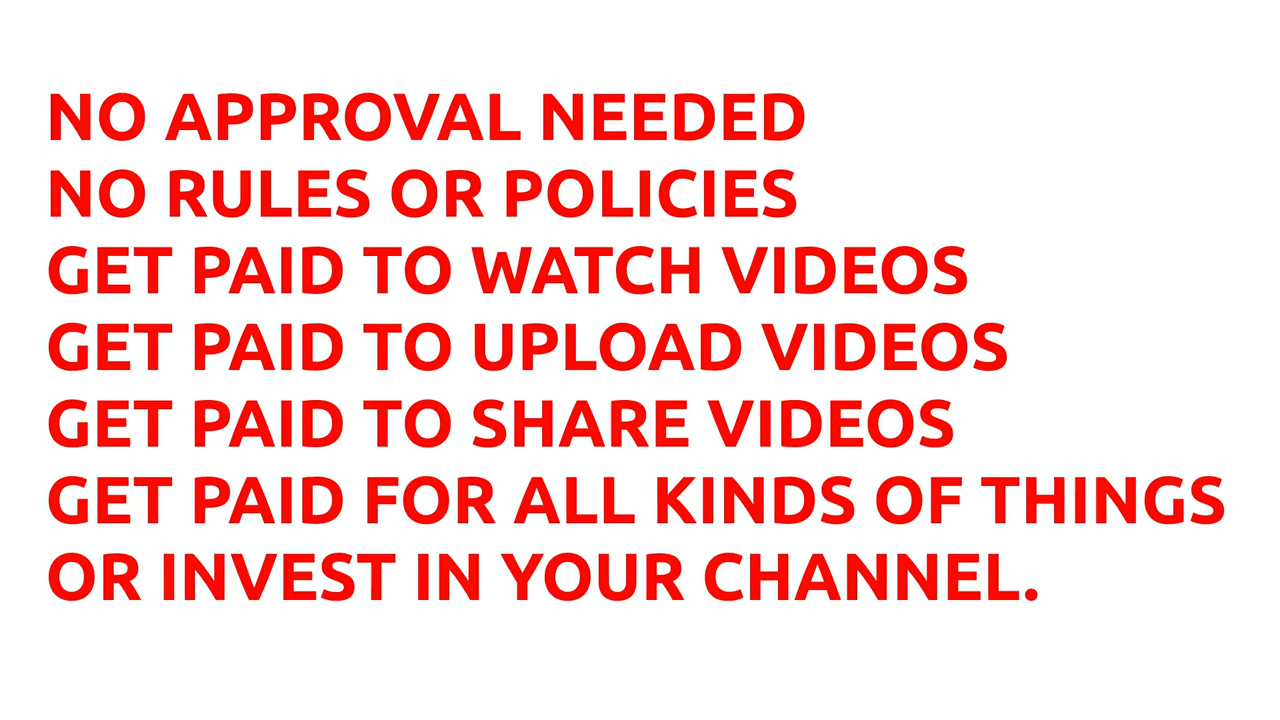 NO APPROVAL NEEDED
NO RULES OR POLICIES
GET PAID TO WATCH VIDEOS
GET PAID TO UPLOAD VIDEOS
GET PAID TO SHARE VIDEOS
GET PAID FOR ALL KINDS OF THINGS
OR INVEST IN YOUR CHANNEL.